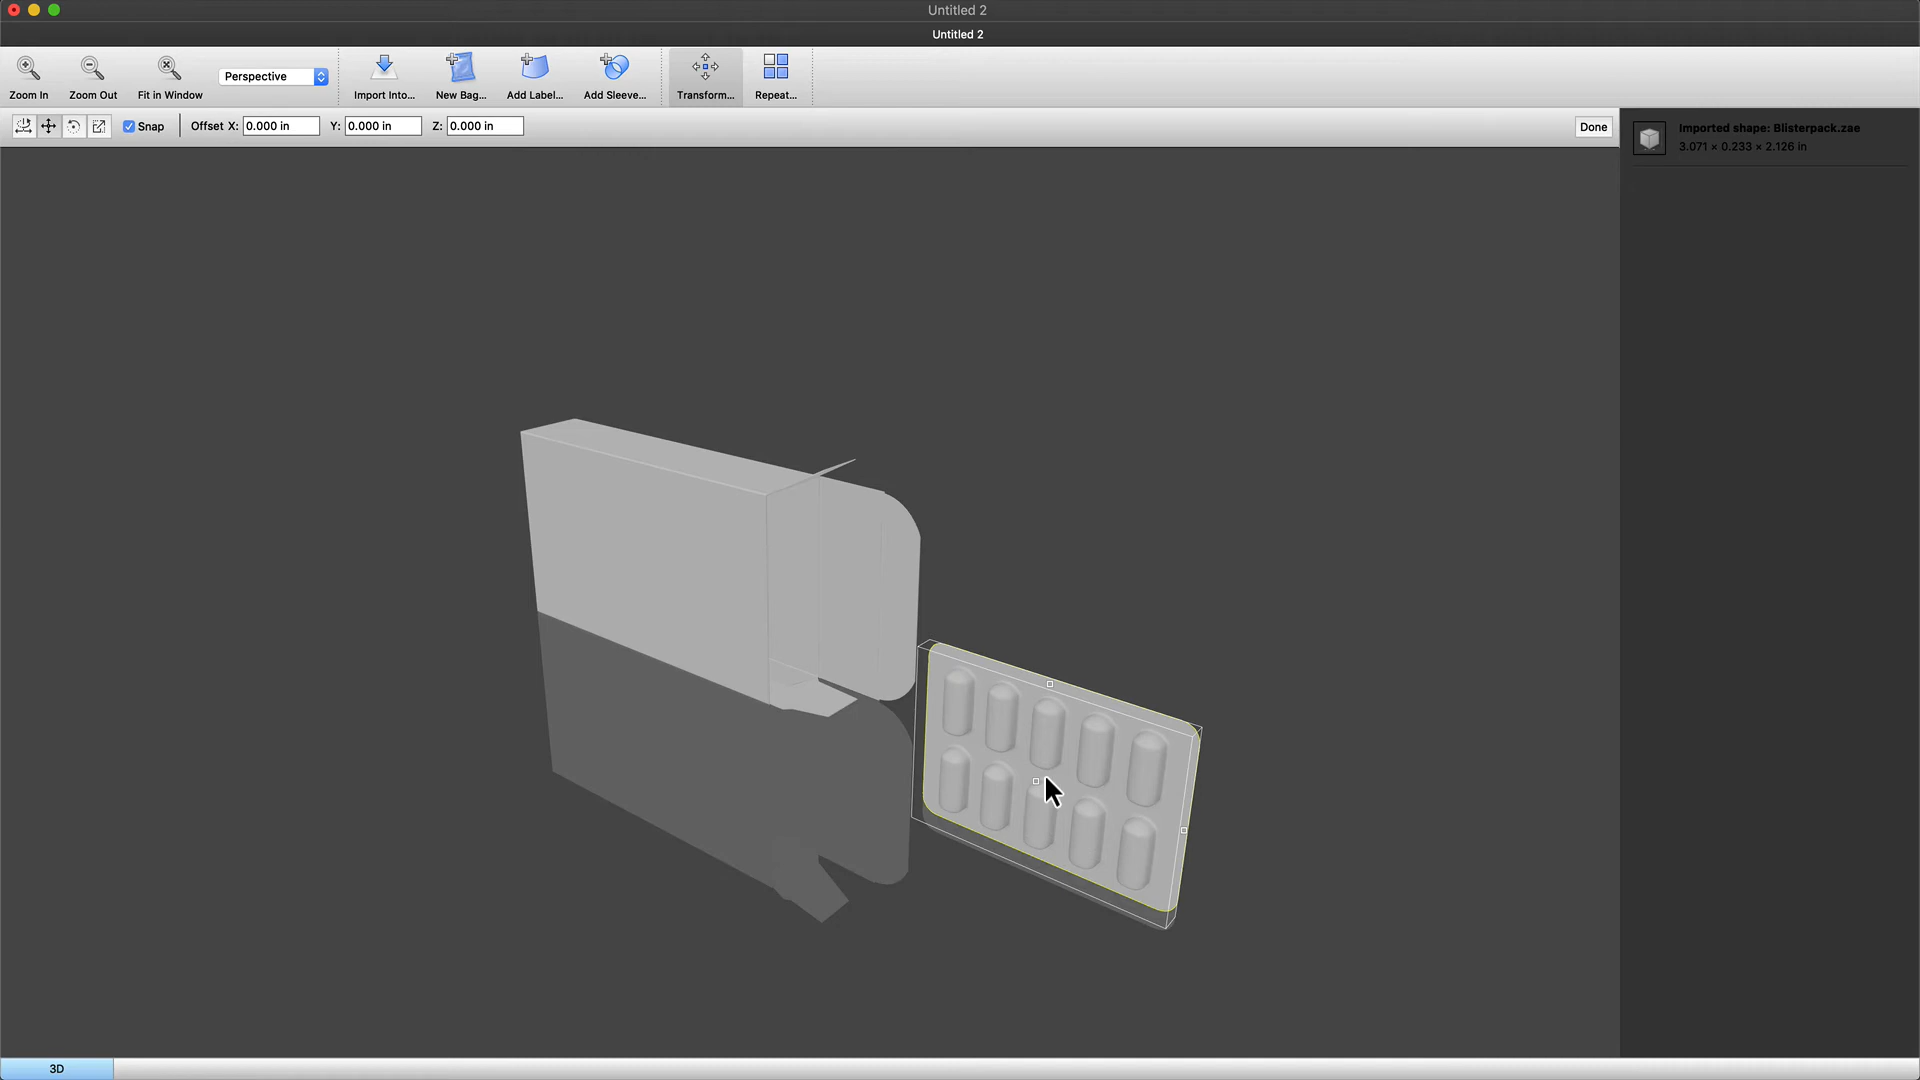 Untitled 2
Untitled 2
Zoom In
Zoom Out
Fit in Window
Perspective
Import Into...
New Bag...
Add Label...
Add Sleeve...
Transform...
Repeat...
Snap
Offset X: 0.000 in
Y: 0.000 in
Z: 0.000 in
Done
Imported shape: Blisterpack.zae
3.071 × 0.233 × 2.126 in
3D